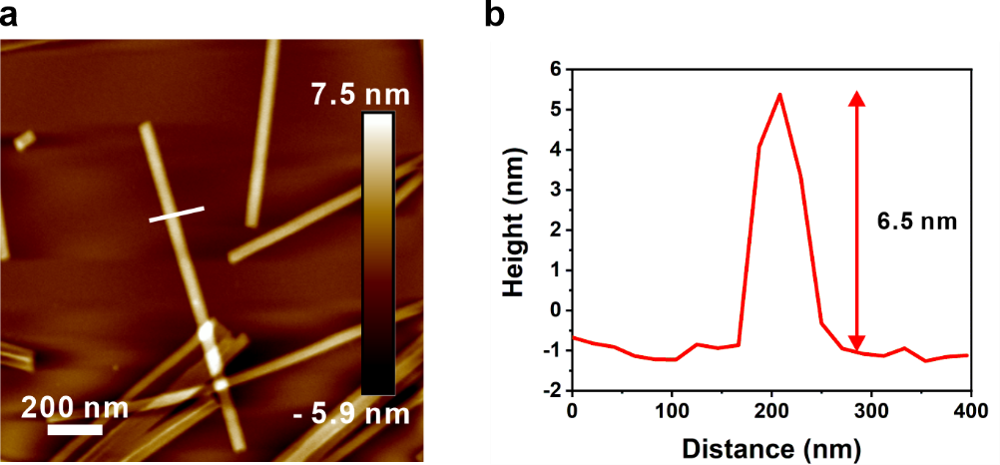 a
7.5 nm
- 5.9 nm
200 nm
b
6
5
4
3
2
1
0
-1
-2
Height (nm)
6.5 nm
0 100 200 300 400
Distance (nm)